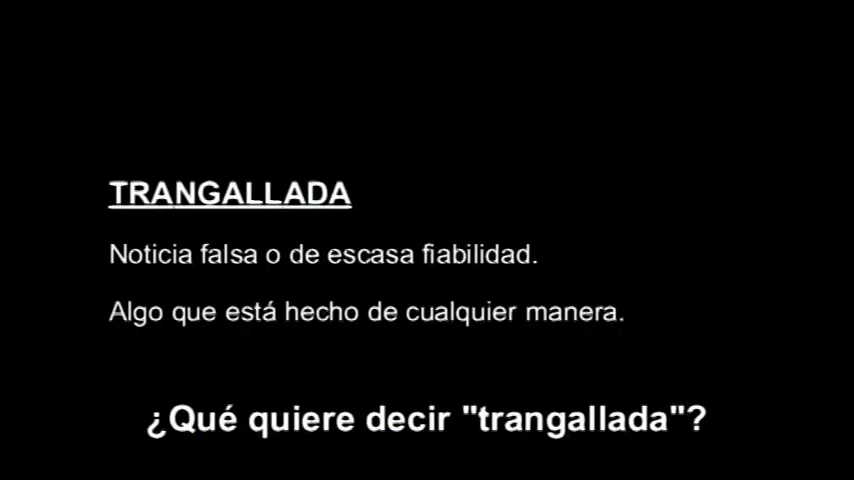 TRANGALLADA
Noticia falsa o de escasa fiabilidad.
Algo que está hecho de cualquier manera.
¿Qué quiere decir "trangallada"?